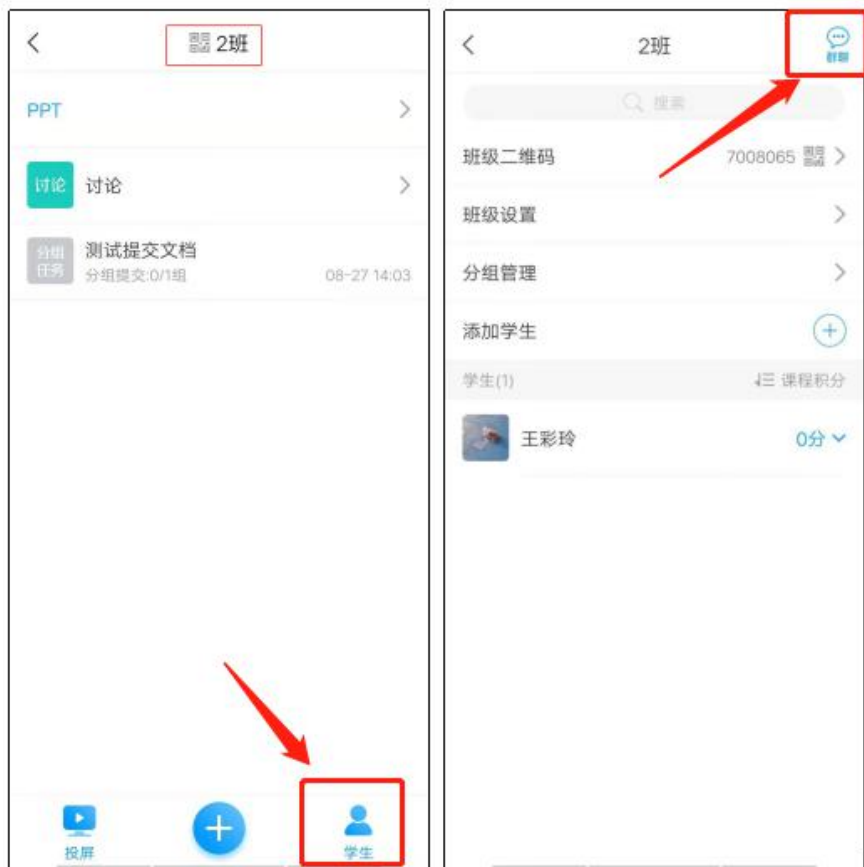 2班
PPT
讨论 讨论
分组任务
测试提交文档
分组提交:0/1组 08-27 14:03
投屏
学生
2班
群聊
搜索
班级二维码 7008065
班级设置
分组管理
添加学生
学生(1) 课程积分
王彩玲 0分